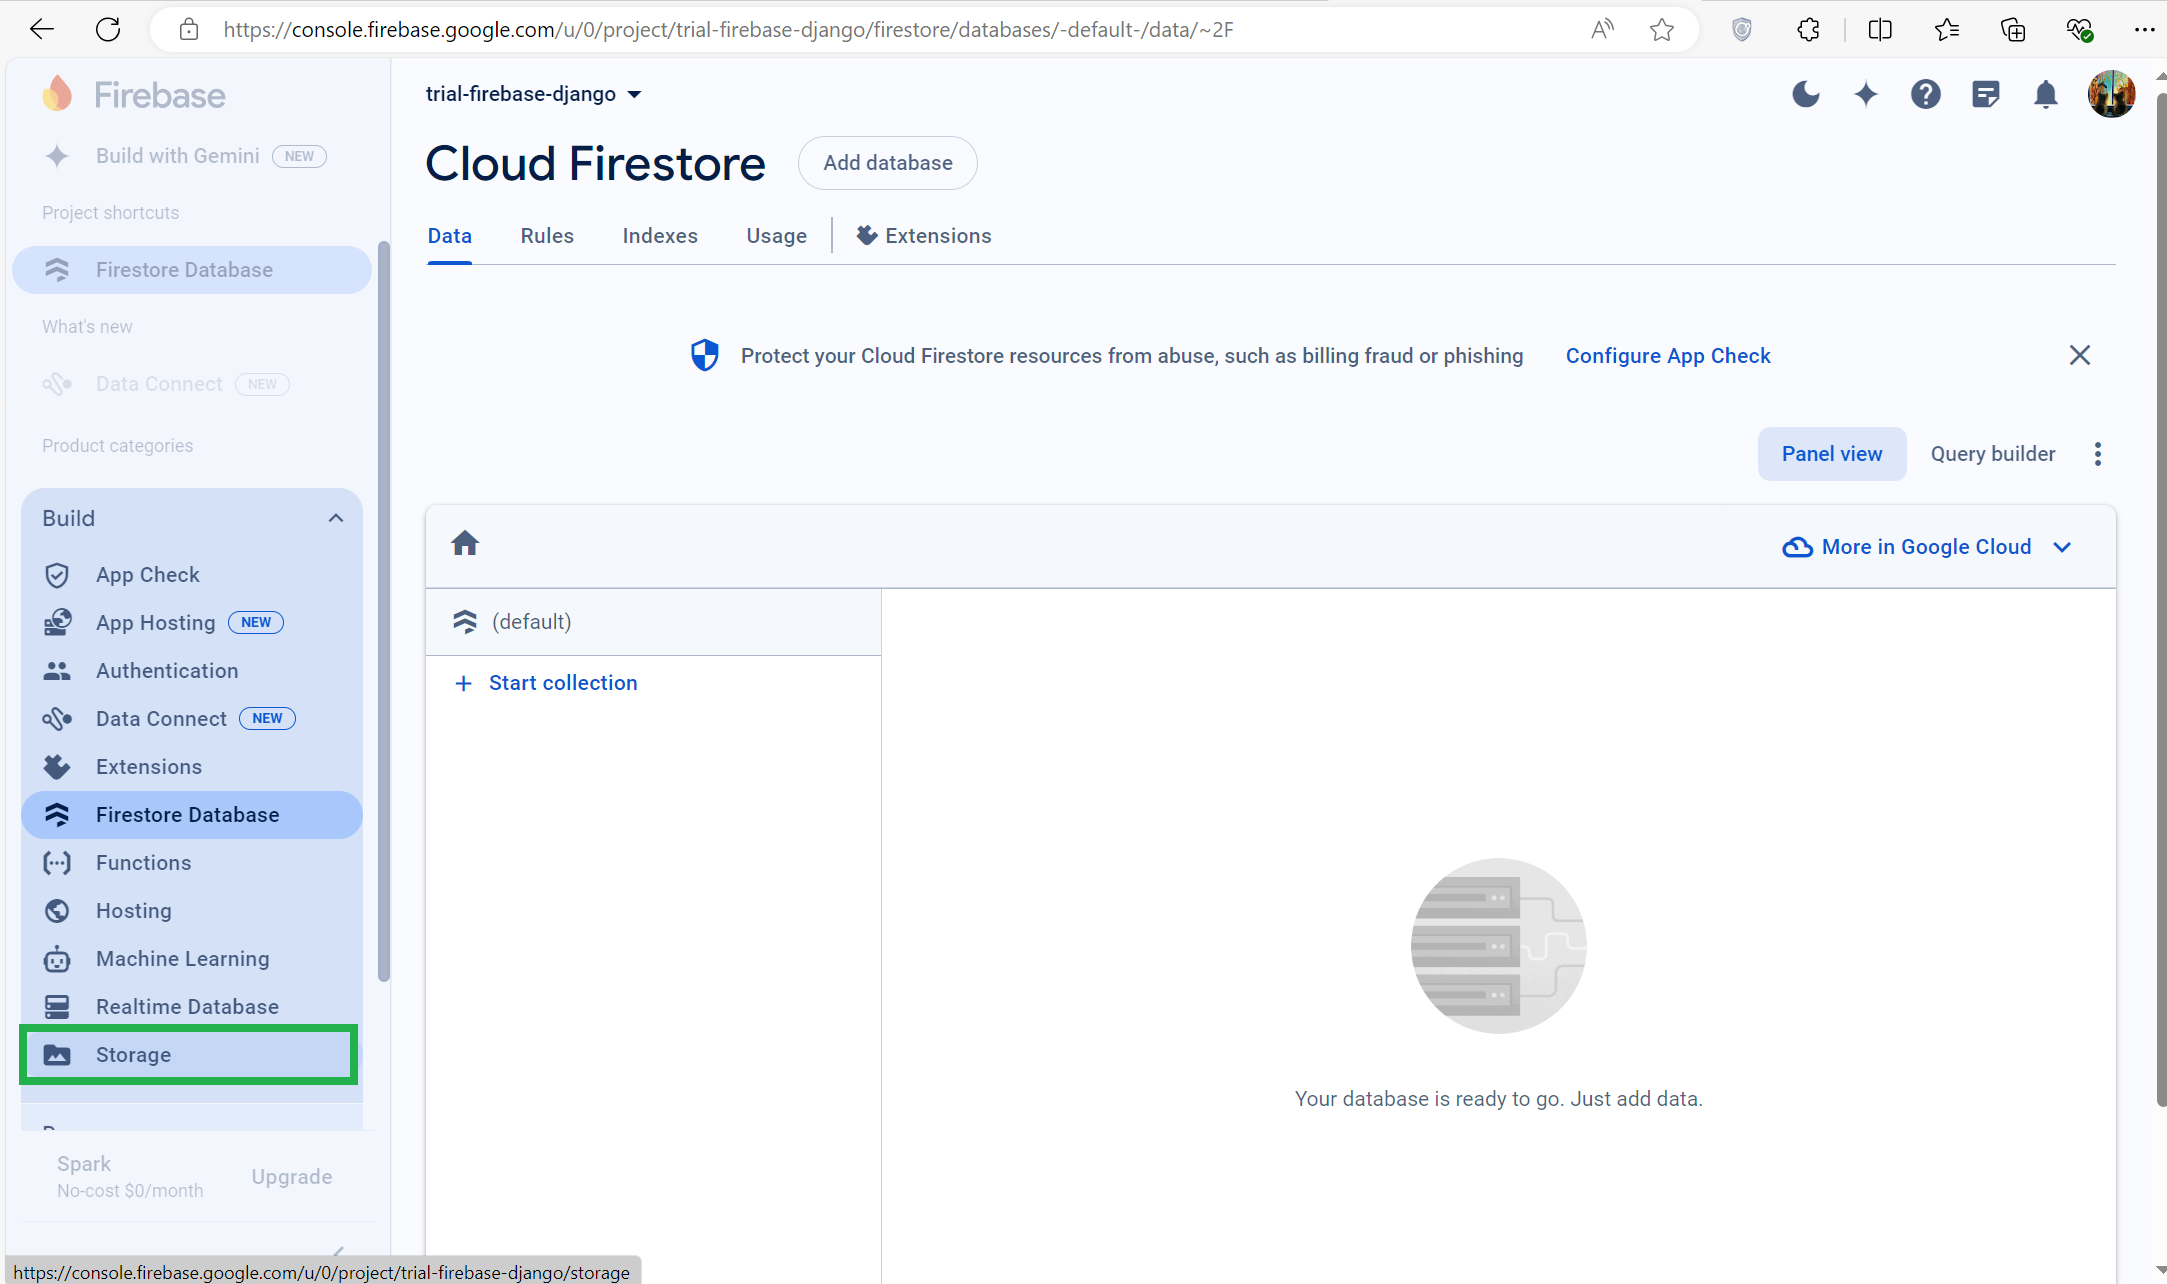 https://console.firebase.google.com/u/0/project/trial-firebase-django/firestore/databases/-default-/data/~2F
Firebase
Build with Gemini NEW
Project shortcuts
Firestore Database
What's new
Data Connect NEW
Product categories
Build
App Check
App Hosting NEW
Authentication
Data Connect NEW
Extensions
Firestore Database
Functions
Hosting
Machine Learning
Realtime Database
Storage
Spark
No-cost $0/month
Upgrade
https://console.firebase.google.com/u/0/project/trial-firebase-django/storage
trial-firebase-django
Cloud Firestore
Add database
Data Rules Indexes Usage Extensions
Protect your Cloud Firestore resources from abuse, such as billing fraud or phishing Configure App Check
Panel view Query builder
More in Google Cloud
(default)
+ Start collection
Your database is ready to go. Just add data.